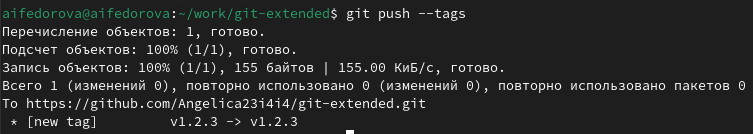 aifedorova@aifedorova:~/work/git-extended$ git push --tags
Перечисление объектов: 1, готово.
Подсчет объектов: 100% (1/1), готово.
Запись объектов: 100% (1/1), 155 байтов | 155.00 КиБ/с, готово.
Всего 1 (изменений 0), повторно использовано 0 (изменений 0), повторно использовано пакетов 0
To https://github.com/Angelica23i4i4/git-extended.git
 * [new tag]         v1.2.3 -> v1.2.3